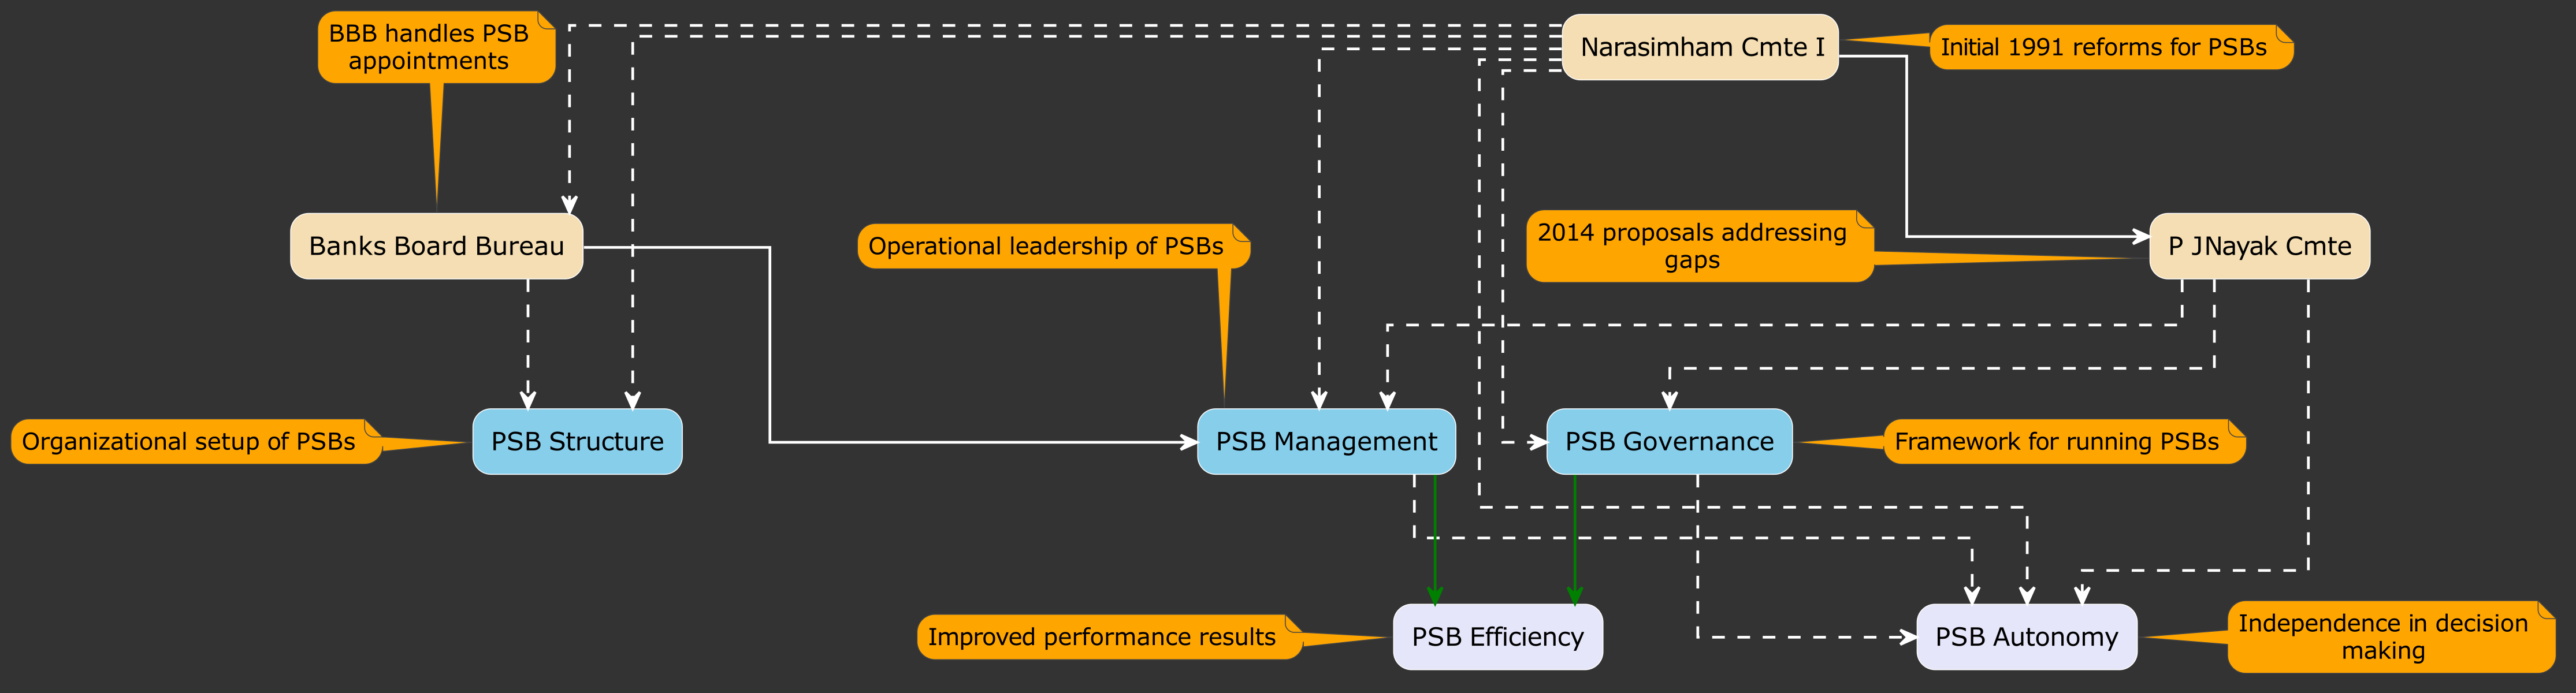 BBB handles PSB
appointments
Narasimham Cmte I
Initial 1991 reforms for PSBs
Banks Board Bureau
Operational leadership of PSBs
2014 proposals addressing
gaps
P JNayak Cmte
Organizational setup of PSBs
PSB Structure
PSB Management
PSB Governance
Framework for running PSBs
Improved performance results
PSB Efficiency
PSB Autonomy
Independence in decision
making